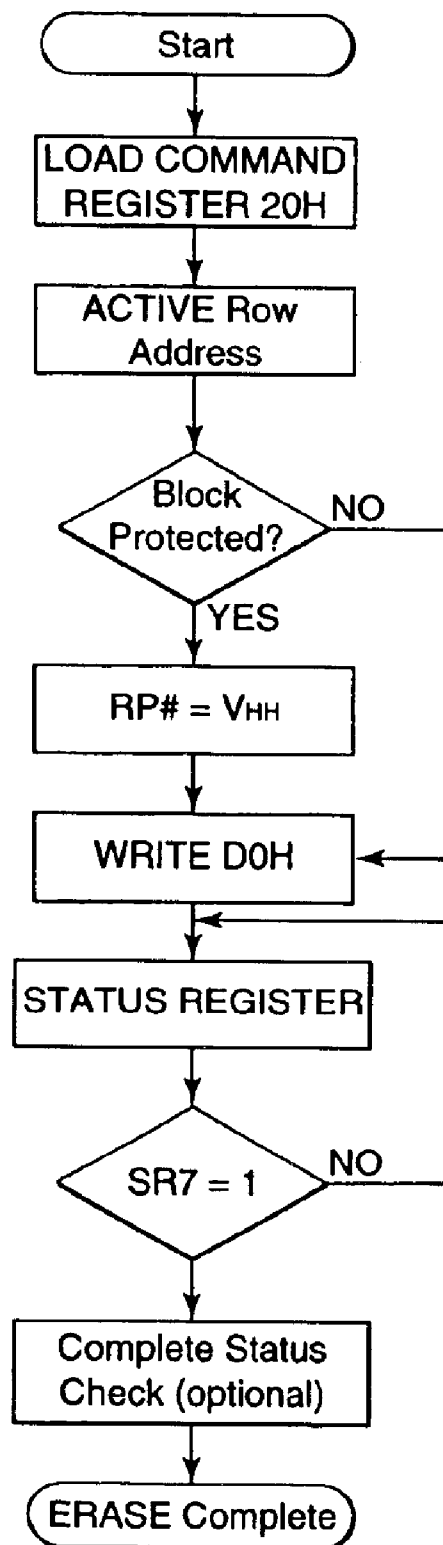 Start
LOAD COMMAND
REGISTER 20H
ACTIVE Row
Address
Block
Protected?
NO
YES
RP# = VHH
WRITE D0H
STATUS REGISTER
SR7 = 1
NO
Complete Status
Check (optional)
ERASE Complete